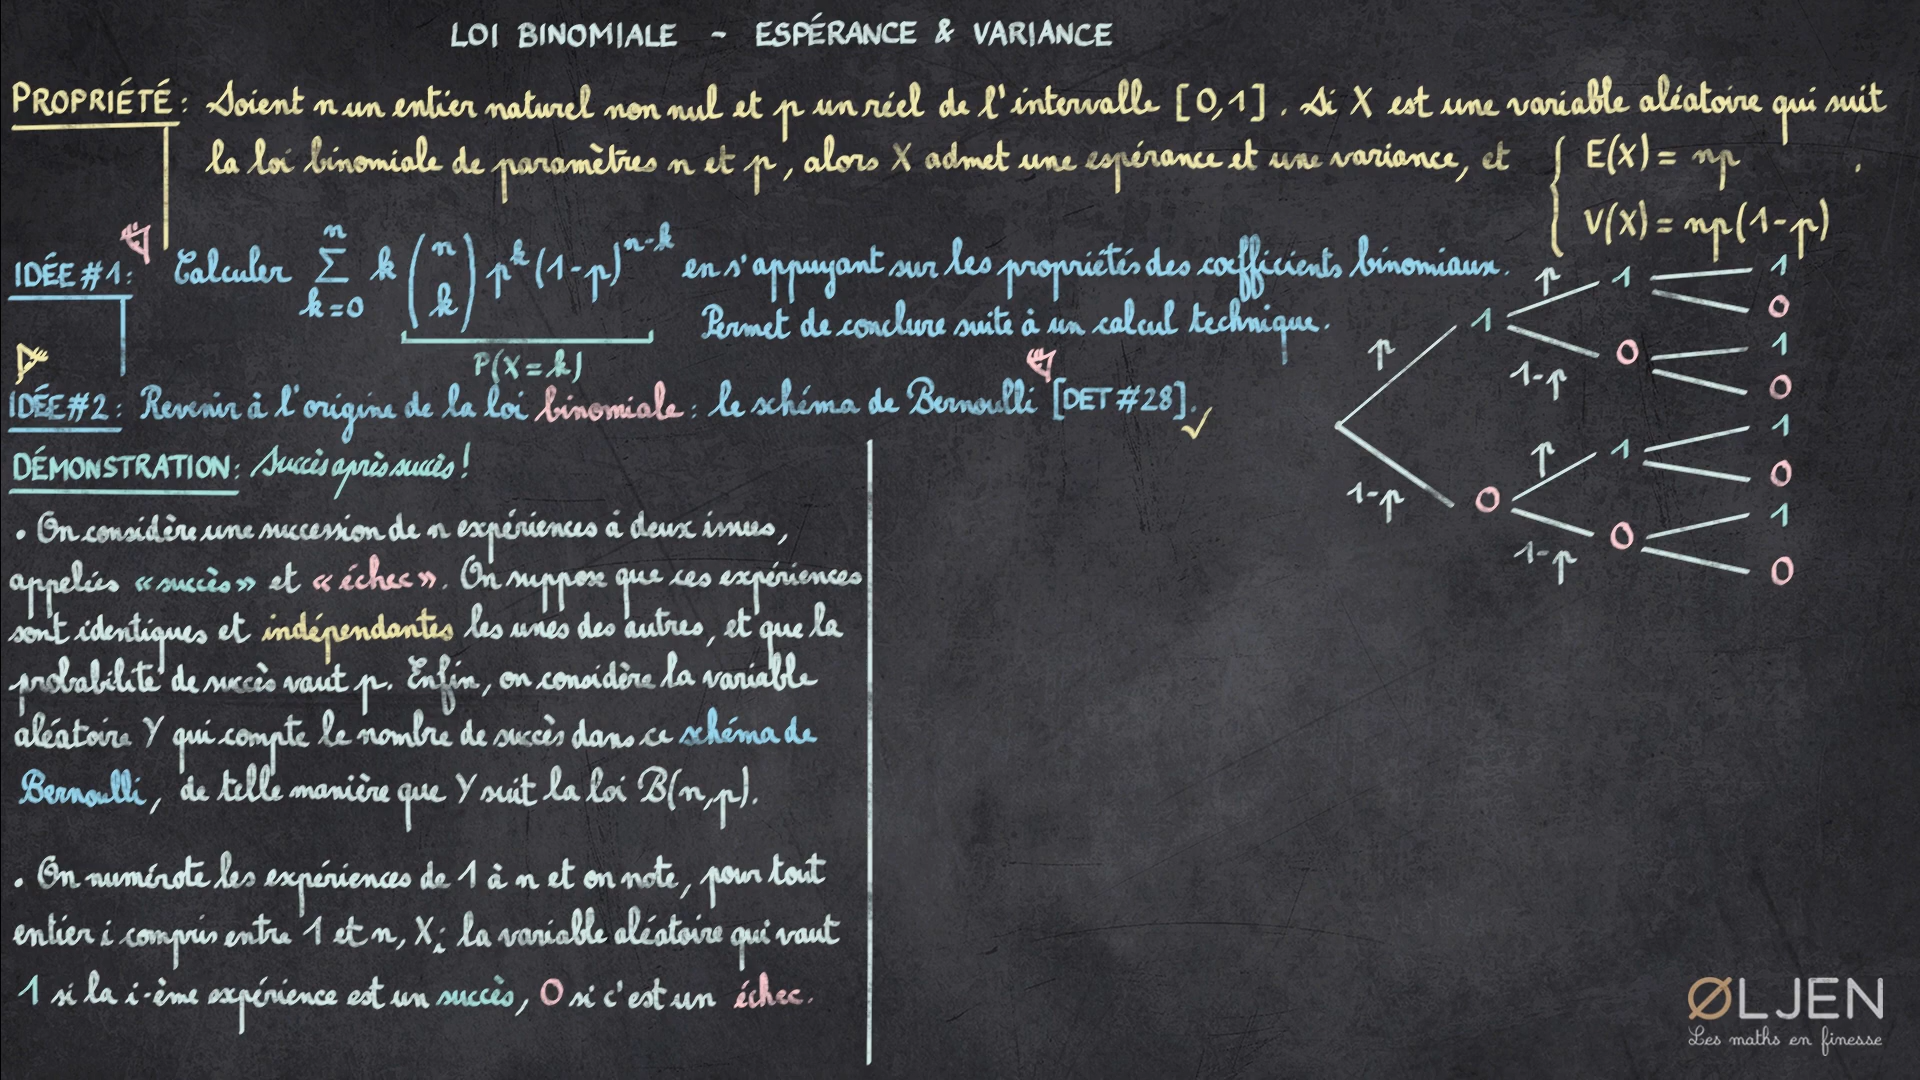 LOI BINOMIALE - ESPÉRANCE & VARIANCE
PROPRIÉTÉ : Soient n un entier naturel non nul et p un réel de l'intervalle [0,1]. Si X est une variable aléatoire qui suit
la loi binomiale de paramètres n et p, alors X admet une espérance et une variance, et { E(X) = np
V(X) = np(1-p) .
IDÉE #1 : Calculer ∑_{k=0}^{n} k (n k) p^k (1-p)^{n-k} en s'appuyant sur les propriétés des coefficients binomiaux.
P(X=k)
Permet de conclure suite à un calcul technique.
IDÉE #2 : Revenir à l'origine de la loi binomiale : le schéma de Bernoulli [DET #28]. ✓
p 1 p 1 1
0
1-p 0 1
0
1-p 0 p 1 1
0
1-p 0 1
0
DÉMONSTRATION : Succès après succès !
• On considère une succession de n expériences à deux issues,
appelées «succès» et «échec». On suppose que ces expériences
sont identiques et indépendantes les unes des autres, et que la
probabilité de succès vaut p. Enfin, on considère la variable
aléatoire Y qui compte le nombre de succès dans ce schéma de
Bernoulli, de telle manière que Y suit la loi B(n,p).
• On numérote les expériences de 1 à n et on note, pour tout
entier i compris entre 1 et n, X_i la variable aléatoire qui vaut
1 si la i-ème expérience est un succès, 0 si c'est un échec.
ØLJEN
Les maths en finesse